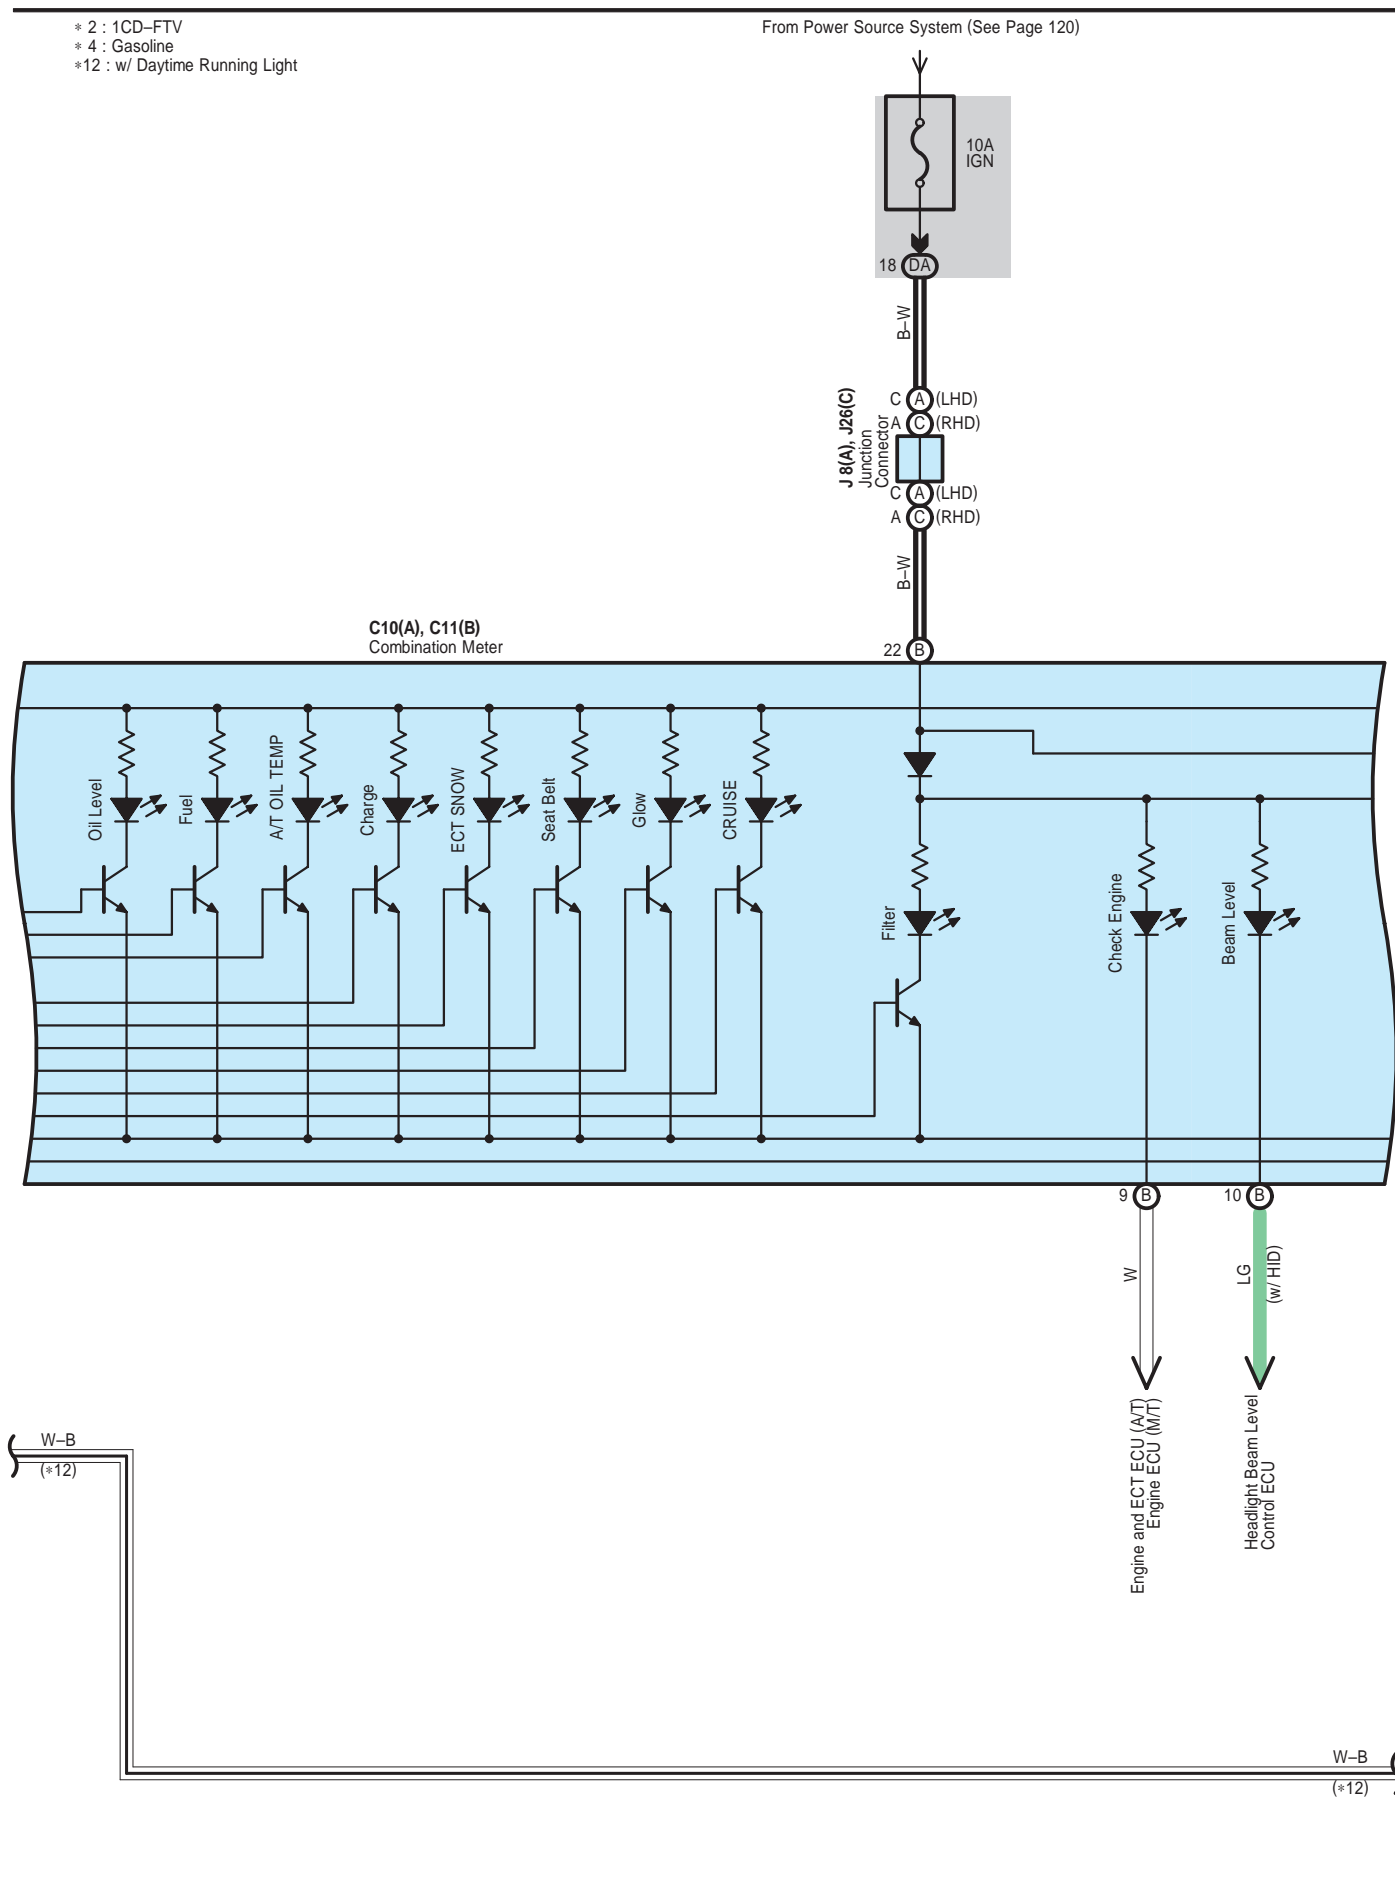 ∗ 2 : 1CD–FTV
∗ 4 : Gasoline
∗12 : w/ Daytime Running Light
From Power Source System (See Page 120)
10A
IGN
18 DA
B–W
C A (LHD)
A C (RHD)
J 8(A), J26(C)
Junction
Connector
C A (LHD)
A C (RHD)
B–W
22 B
C10(A), C11(B)
Combination Meter
Oil Level
Fuel
A/T OIL TEMP
Charge
ECT SNOW
Seat Belt
Glow
CRUISE
Filter
Check Engine
Beam Level
9 B
10 B
W
LG
(w/ HID)
Engine and ECT ECU (A/T)
Engine ECU (M/T)
Headlight Beam Level
Control ECU
W–B
(∗12)
W–B
(∗12)